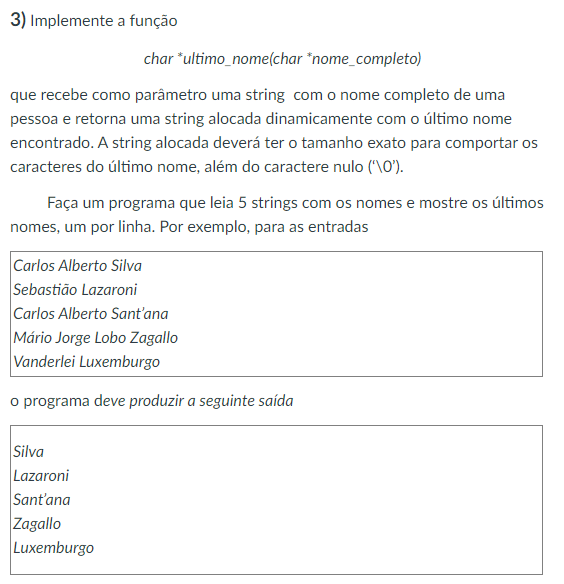 3) Implemente a função
char *ultimo_nome(char *nome_completo)
que recebe como parâmetro uma string com o nome completo de uma
pessoa e retorna uma string alocada dinamicamente com o último nome
encontrado. A string alocada deverá ter o tamanho exato para comportar os
caracteres do último nome, além do caractere nulo (‘\0’).
Faça um programa que leia 5 strings com os nomes e mostre os últimos
nomes, um por linha. Por exemplo, para as entradas
Carlos Alberto Silva
Sebastião Lazaroni
Carlos Alberto Sant’ana
Mário Jorge Lobo Zagallo
Vanderlei Luxemburgo
o programa deve produzir a seguinte saída
Silva
Lazaroni
Sant’ana
Zagallo
Luxemburgo